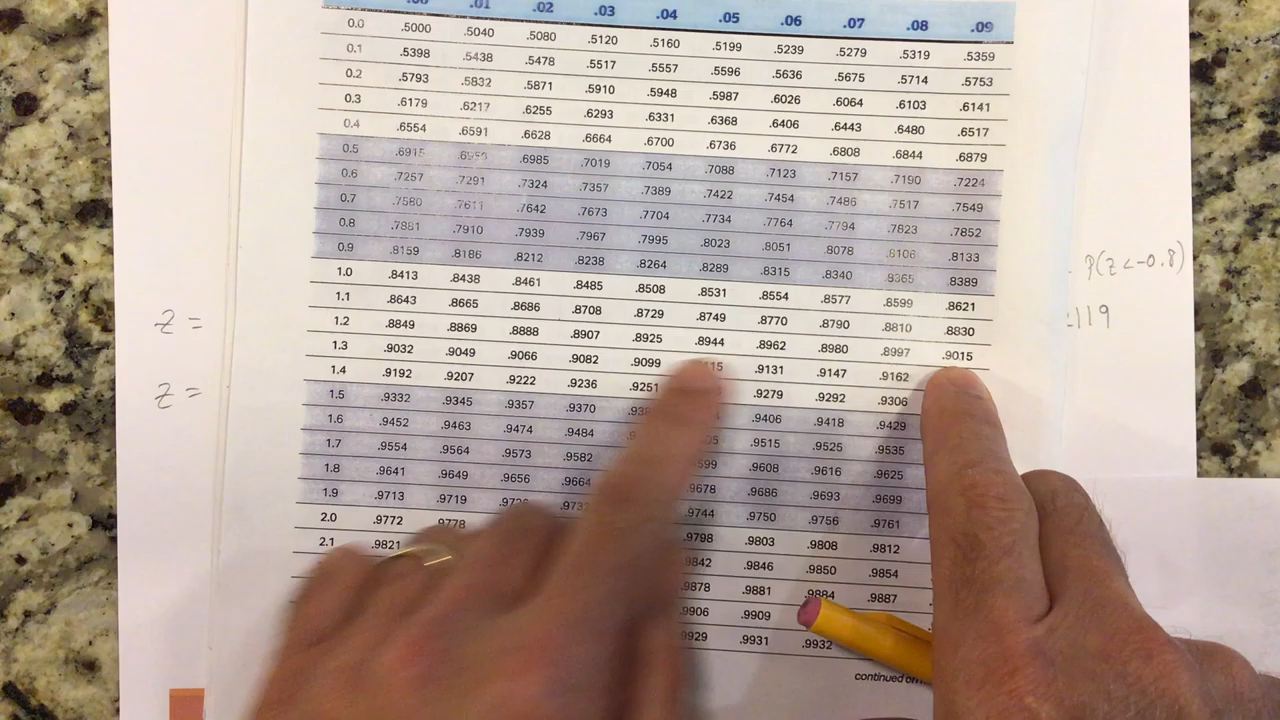 .01 .02 .03 .04 .05 .06 .07 .08 .09
0.0 .5000 .5040 .5080 .5120 .5160 .5199 .5239 .5279 .5319 .5359
0.1 .5398 .5438 .5478 .5517 .5557 .5596 .5636 .5675 .5714 .5753
0.2 .5793 .5832 .5871 .5910 .5948 .5987 .6026 .6064 .6103 .6141
0.3 .6179 .6217 .6255 .6293 .6331 .6368 .6406 .6443 .6480 .6517
0.4 .6554 .6591 .6628 .6664 .6700 .6736 .6772 .6808 .6844 .6879
0.5 .6915 .6950 .6985 .7019 .7054 .7088 .7123 .7157 .7190 .7224
0.6 .7257 .7291 .7324 .7357 .7389 .7422 .7454 .7486 .7517 .7549
0.7 .7580 .7611 .7642 .7673 .7704 .7734 .7764 .7794 .7823 .7852
0.8 .7881 .7910 .7939 .7967 .7995 .8023 .8051 .8078 .8106 .8133
0.9 .8159 .8186 .8212 .8238 .8264 .8289 .8315 .8340 .8365 .8389
1.0 .8413 .8438 .8461 .8485 .8508 .8531 .8554 .8577 .8599 .8621
1.1 .8643 .8665 .8686 .8708 .8729 .8749 .8770 .8790 .8810 .8830
1.2 .8849 .8869 .8888 .8907 .8925 .8944 .8962 .8980 .8997 .9015
1.3 .9032 .9049 .9066 .9082 .9099 .9131 .9147 .9162
1.4 .9192 .9207 .9222 .9236 .9251 .9279 .9292 .9306
1.5 .9332 .9345 .9357 .9370 .9406 .9418 .9429
1.6 .9452 .9463 .9474 .9484 .9515 .9525 .9535
1.7 .9554 .9564 .9573 .9582 .9608 .9616 .9625
1.8 .9641 .9649 .9656 .9664 .9678 .9686 .9693 .9699
1.9 .9713 .9719 .9744 .9750 .9756 .9761
2.0 .9772 .9778 .9798 .9803 .9808 .9812
2.1 .9821 .9842 .9846 .9850 .9854
.9878 .9881 .9884 .9887
.9906 .9909
.9929 .9931 .9932
continued
z =
z =
P(z<-0.8)